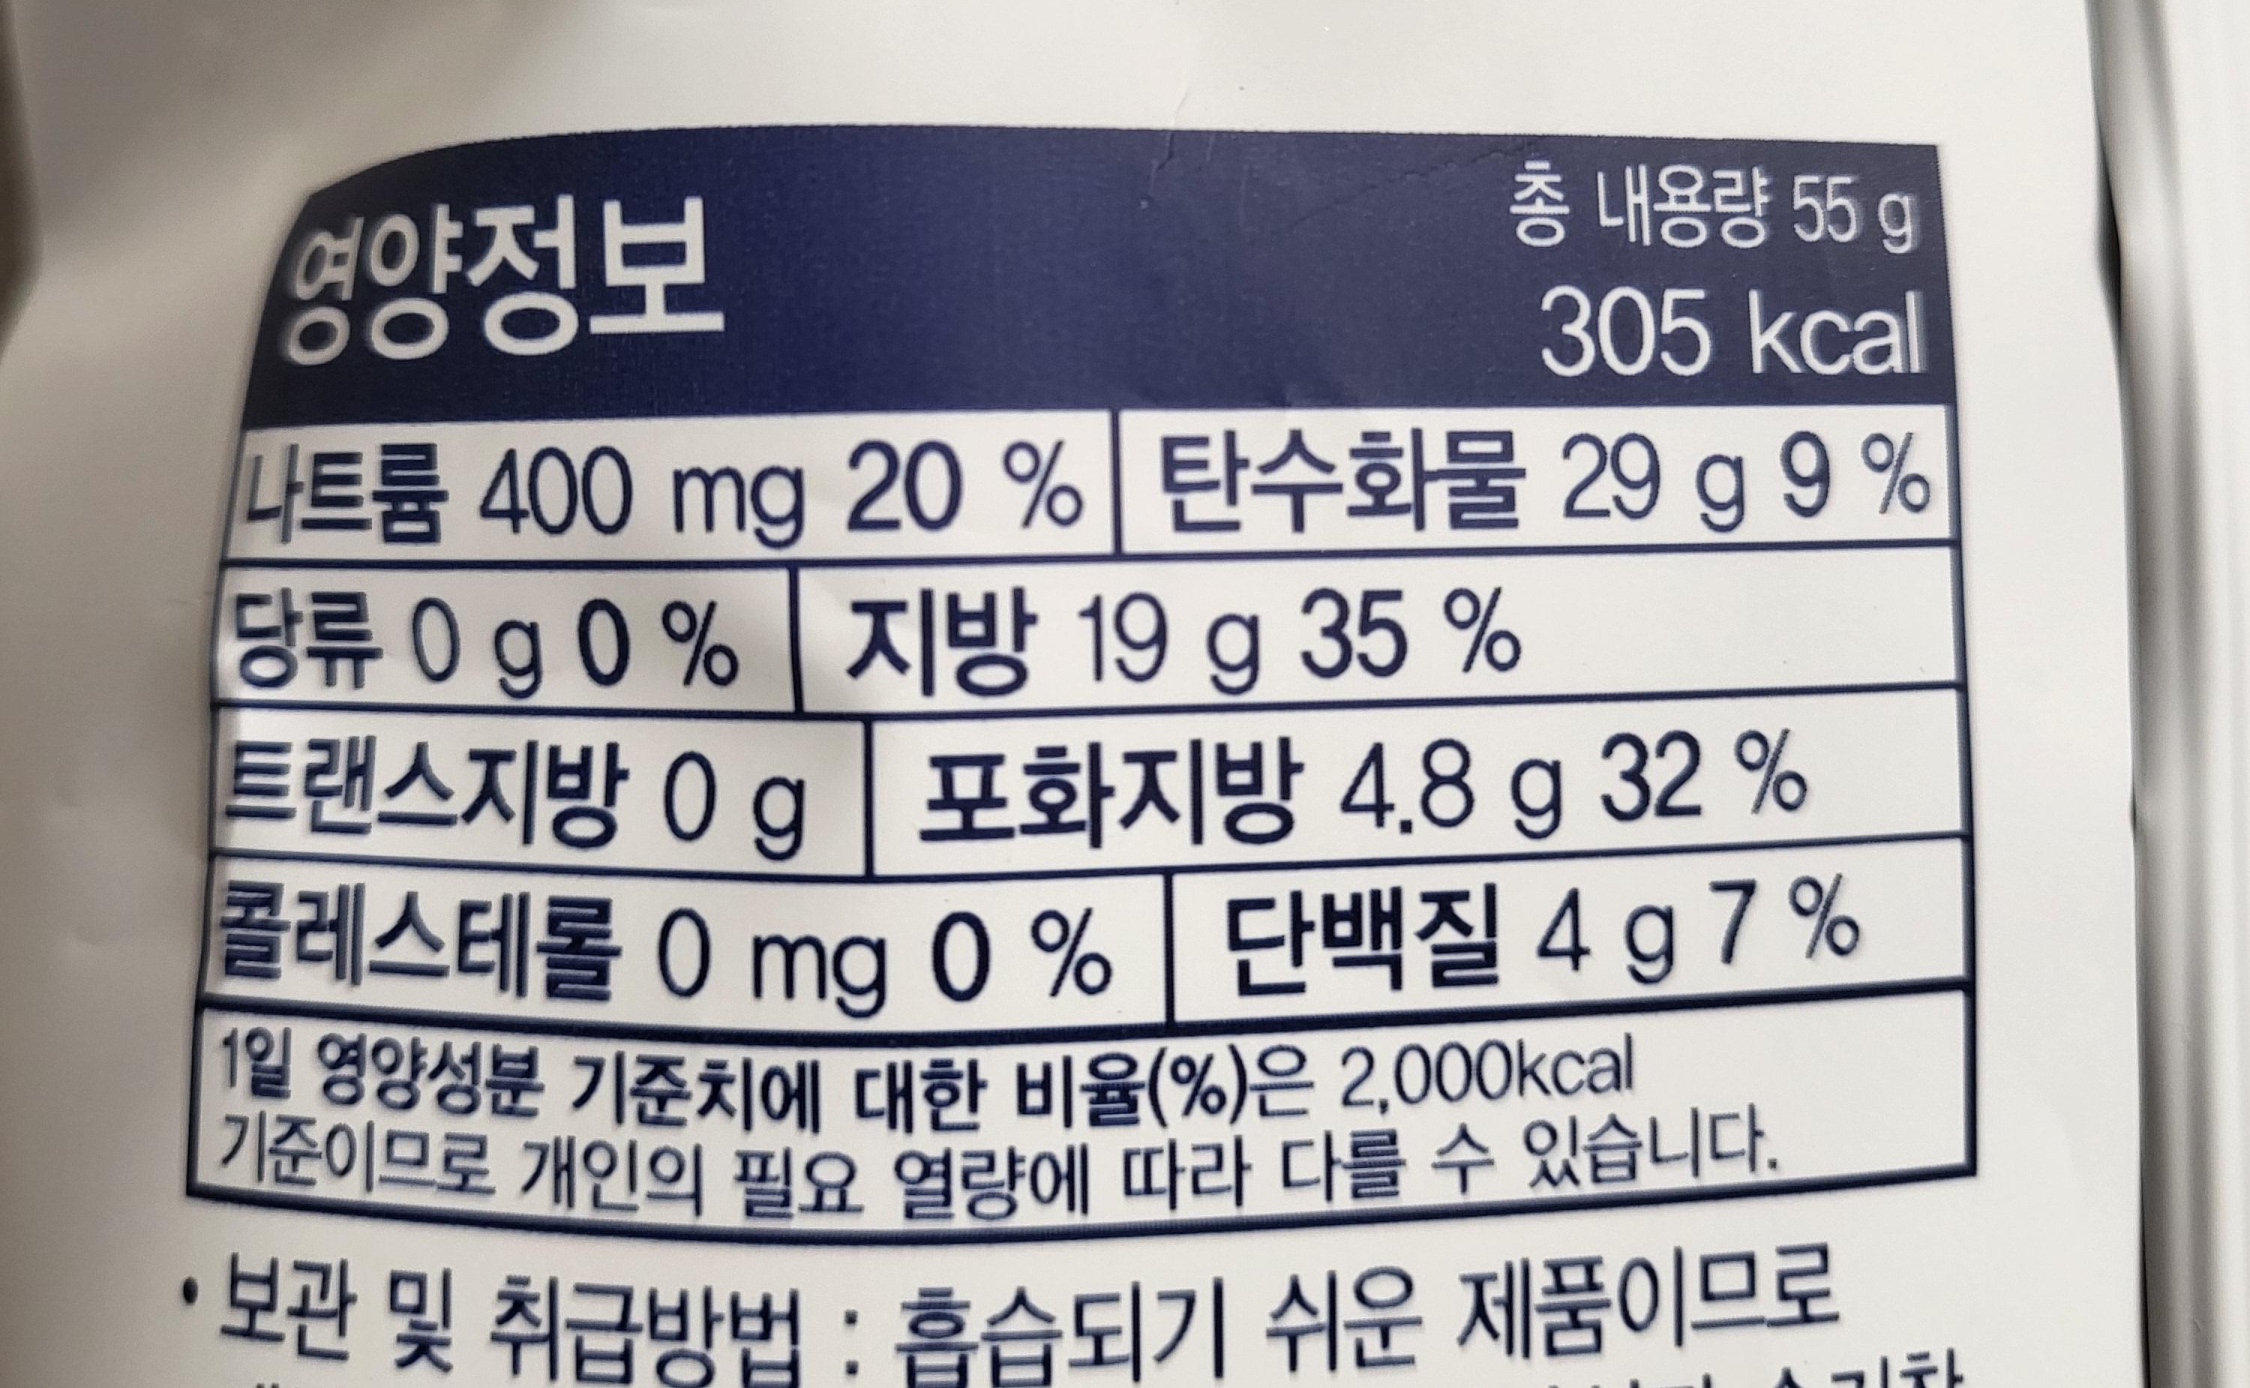 영양정보
총 내용량 55 g
305 kcal
나트륨 400 mg 20 % 탄수화물 29 g 9 %
당류 0 g 0 % 지방 19 g 35 %
트랜스지방 0 g 포화지방 4.8 g 32 %
콜레스테롤 0 mg 0 % 단백질 4 g 7 %
1일 영양성분 기준치에 대한 비율(%)은 2,000kcal
기준이므로 개인의 필요 열량에 따라 다를 수 있습니다.
• 보관 및 취급방법 : 흡습되기 쉬운 제품이므로